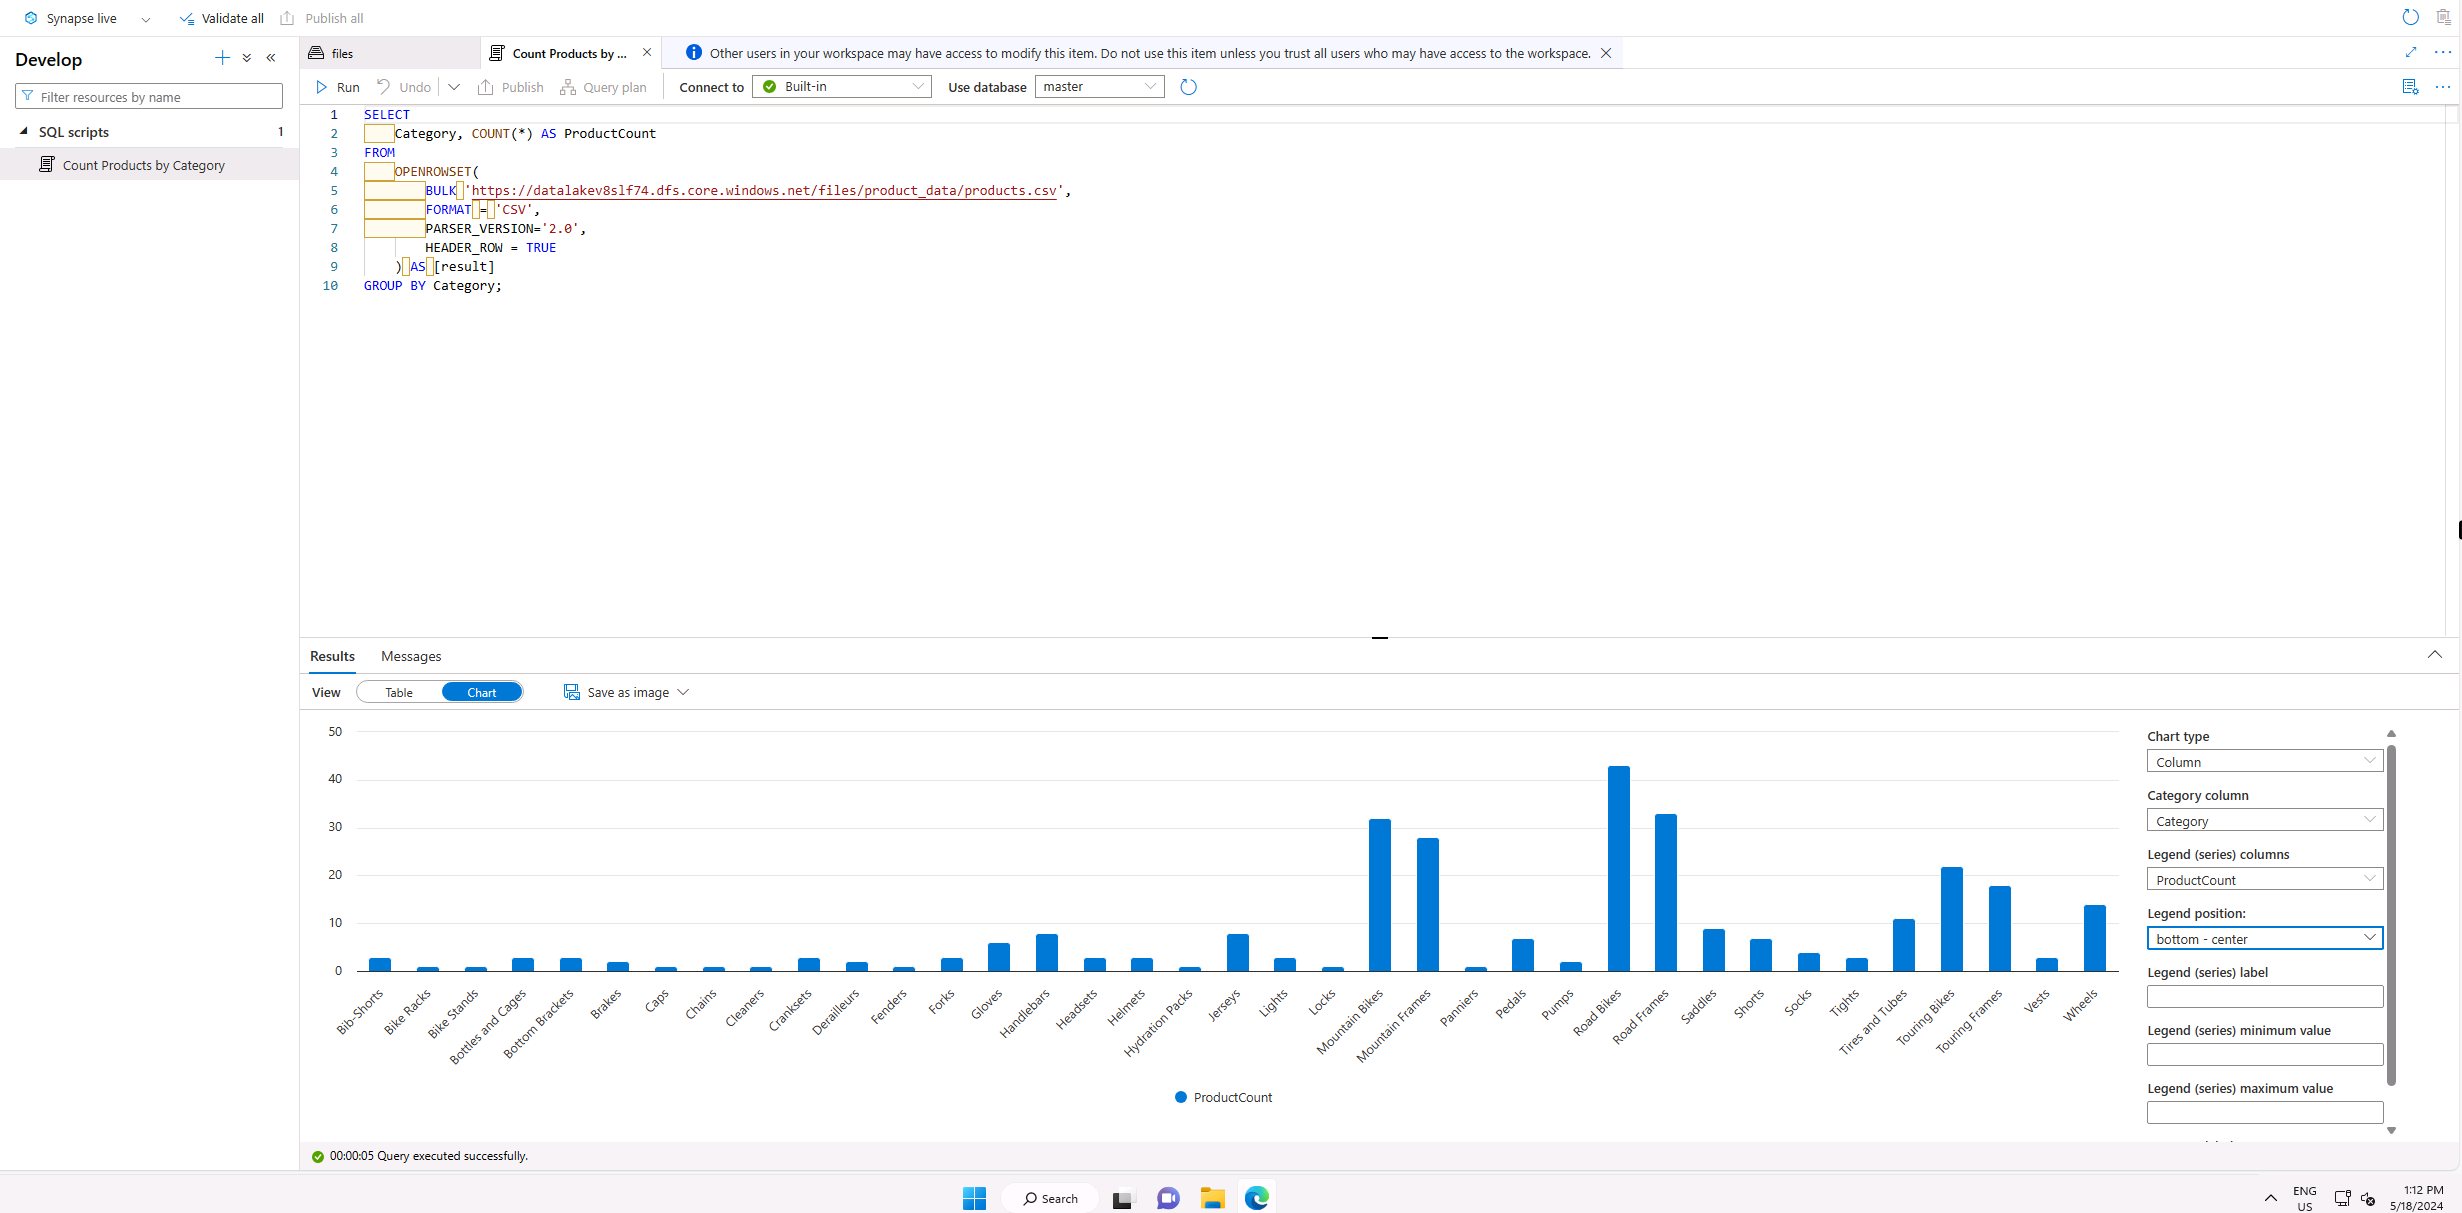 Synapse live Validate all Publish all
Develop
Filter resources by name
SQL scripts 1
Count Products by Category
files Count Products by ... Other users in your workspace may have access to modify this item. Do not use this item unless you trust all users who may have access to the workspace.
Run Undo Publish Query plan Connect to Built-in Use database master
1 SELECT
2 Category, COUNT(*) AS ProductCount
3 FROM
4 OPENROWSET(
5 BULK 'https://datalakev8slf74.dfs.core.windows.net/files/product_data/products.csv',
6 FORMAT = 'CSV',
7 PARSER_VERSION='2.0',
8 HEADER_ROW = TRUE
9 ) AS [result]
10 GROUP BY Category;
Results Messages
View Table Chart Save as image
50
40
30
20
10
0
Bib-Shorts
Bike Racks
Bike Stands
Bottles and Cages
Bottom Brackets
Brakes
Caps
Chains
Cleaners
Cranksets
Derailleurs
Fenders
Forks
Gloves
Handlebars
Headsets
Helmets
Hydration Packs
Jerseys
Lights
Locks
Mountain Bikes
Mountain Frames
Panniers
Pedals
Pumps
Road Bikes
Road Frames
Saddles
Shorts
Socks
Tights
Tires and Tubes
Touring Bikes
Touring Frames
Vests
Wheels
ProductCount
Chart type
Column
Category column
Category
Legend (series) columns
ProductCount
Legend position:
bottom - center
Legend (series) label
Legend (series) minimum value
Legend (series) maximum value
00:00:05 Query executed successfully.
Search
ENG
US
1:12 PM
5/18/2024